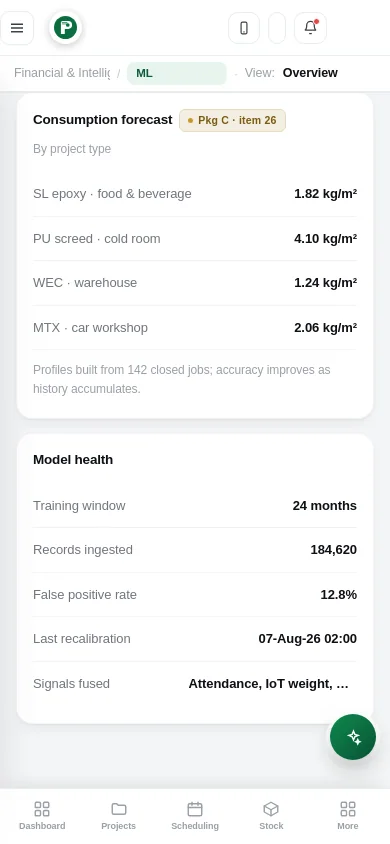 Financial & Intellig / ML · View: Overview
Consumption forecast Pkg C · item 26
By project type
SL epoxy · food & beverage 1.82 kg/m²
PU screed · cold room 4.10 kg/m²
WEC · warehouse 1.24 kg/m²
MTX · car workshop 2.06 kg/m²
Profiles built from 142 closed jobs; accuracy improves as
history accumulates.
Model health
Training window 24 months
Records ingested 184,620
False positive rate 12.8%
Last recalibration 07-Aug-26 02:00
Signals fused Attendance, IoT weight, …
Dashboard Projects Scheduling Stock More